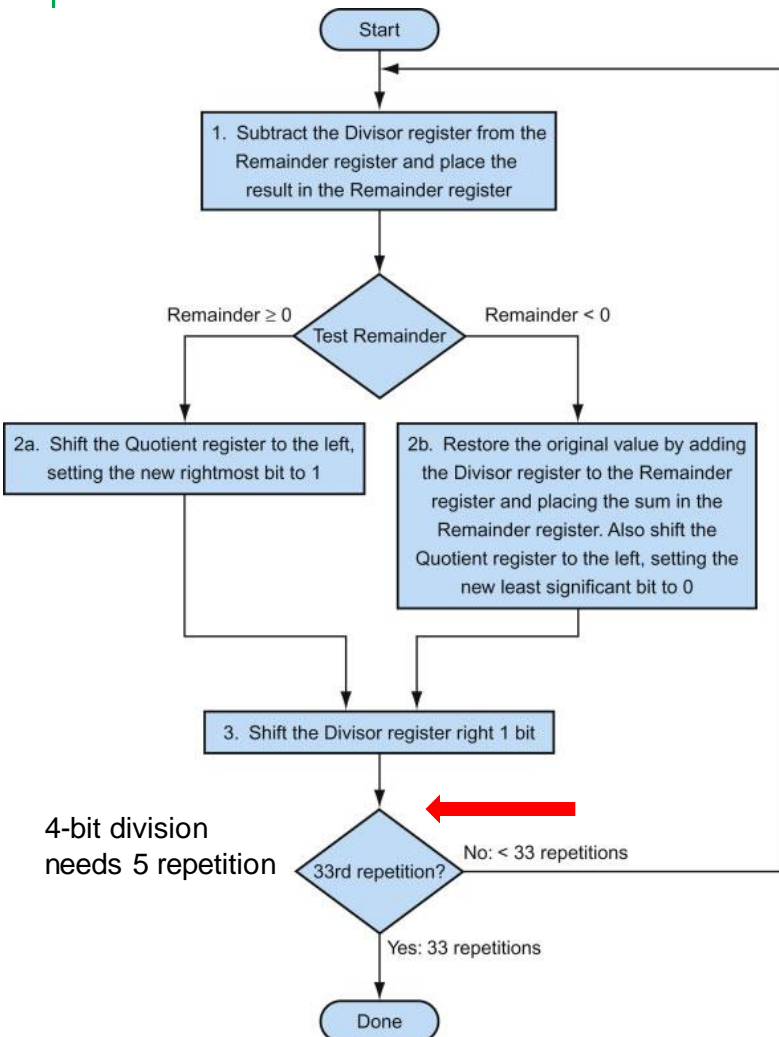 Start
1. Subtract the Divisor register from the
Remainder register and place the
result in the Remainder register
Remainder ≥ 0
Remainder < 0
Test Remainder
2a. Shift the Quotient register to the left,
setting the new rightmost bit to 1
2b. Restore the original value by adding
the Divisor register to the Remainder
register and placing the sum in the
Remainder register. Also shift the
Quotient register to the left, setting the
new least significant bit to 0
3. Shift the Divisor register right 1 bit
4-bit division
needs 5 repetition
33rd repetition?
No: < 33 repetitions
Yes: 33 repetitions
Done